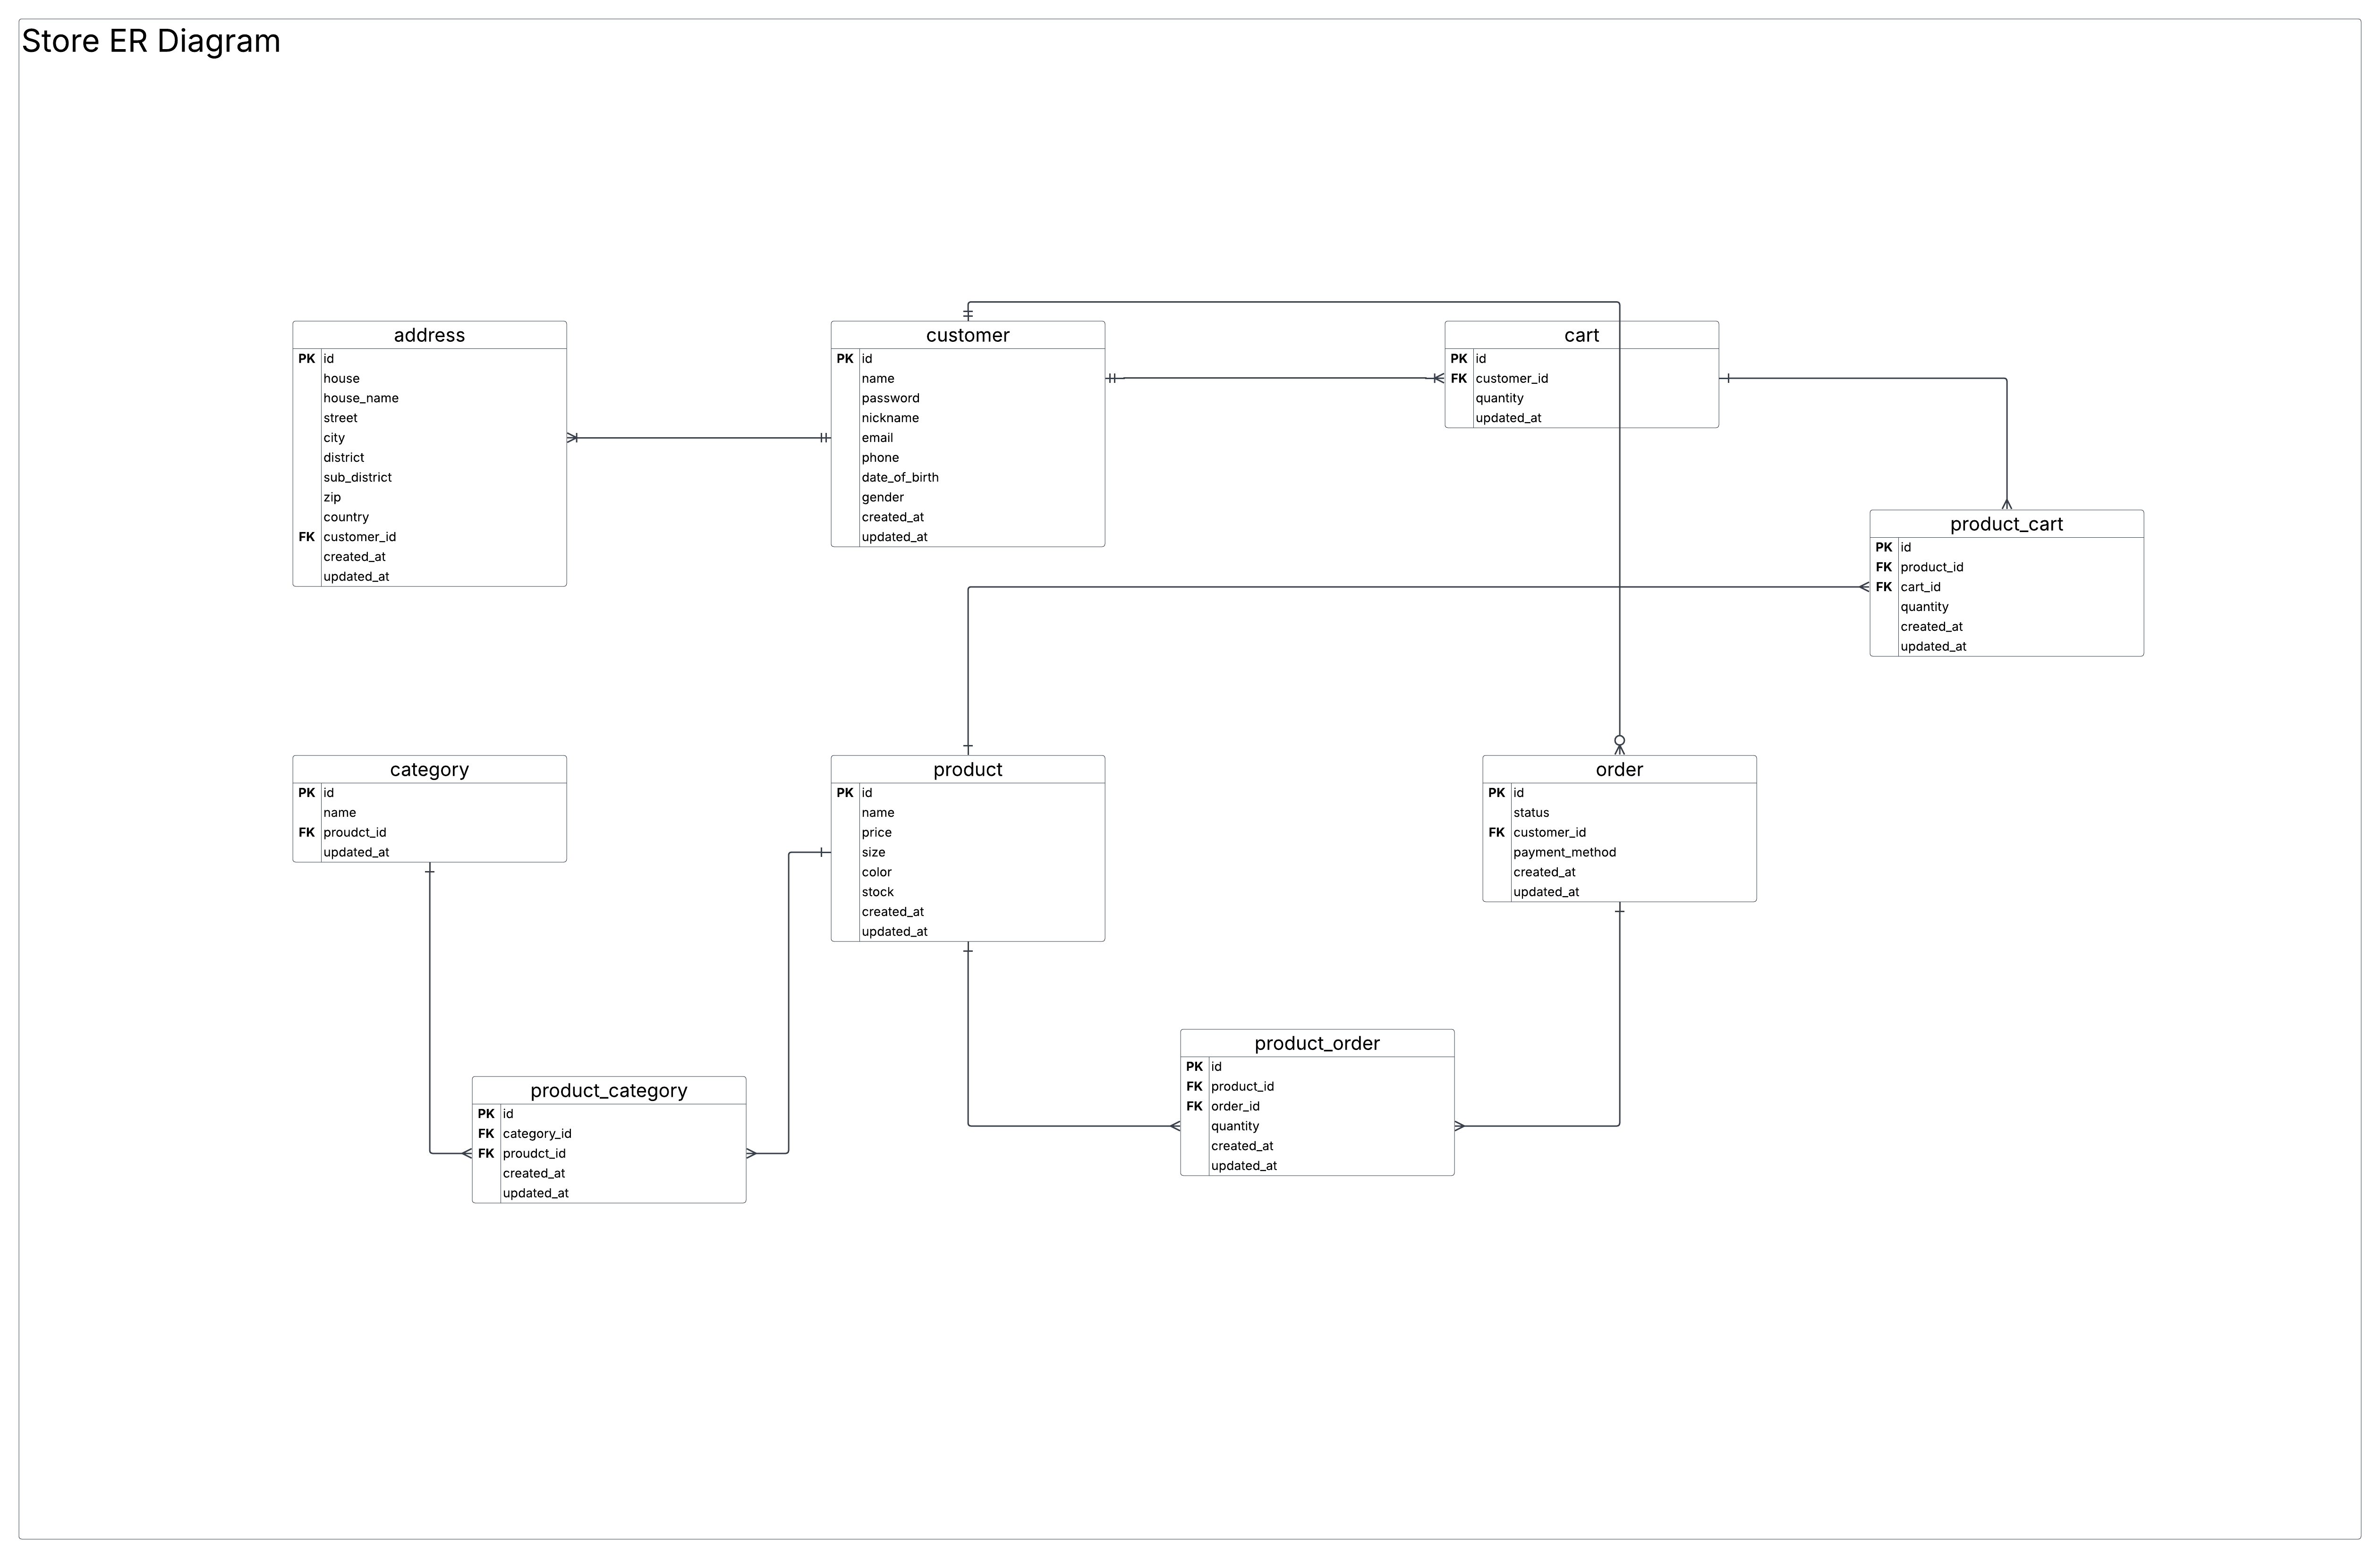 Store ER Diagram
address
PK id
house
house_name
street
city
district
sub_district
zip
country
FK customer_id
created_at
updated_at
customer
PK id
name
password
nickname
email
phone
date_of_birth
gender
created_at
updated_at
cart
PK id
FK customer_id
quantity
updated_at
product_cart
PK id
FK product_id
FK cart_id
quantity
created_at
updated_at
category
PK id
name
FK proudct_id
updated_at
product
PK id
name
price
size
color
stock
created_at
updated_at
order
PK id
status
FK customer_id
payment_method
created_at
updated_at
product_order
PK id
FK product_id
FK order_id
quantity
created_at
updated_at
product_category
PK id
FK category_id
FK proudct_id
created_at
updated_at